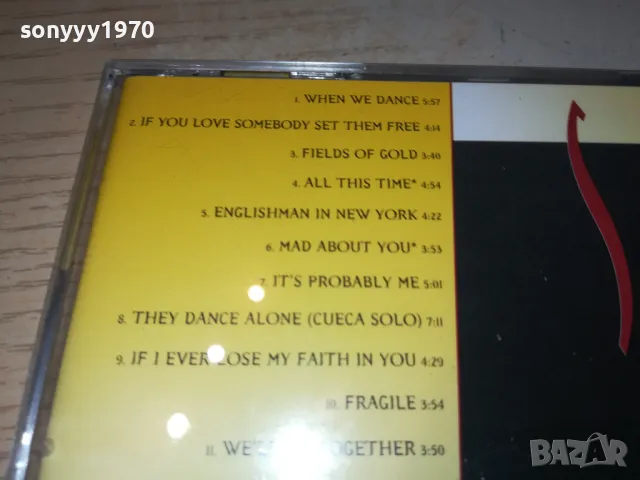 sonyyy1970
1. WHEN WE DANCE 5:57
2. IF YOU LOVE SOMEBODY SET THEM FREE 4:14
3. FIELDS OF GOLD 3:40
4. ALL THIS TIME* 4:54
5. ENGLISHMAN IN NEW YORK 4:22
6. MAD ABOUT YOU* 3:53
7. IT'S PROBABLY ME 5:01
8. THEY DANCE ALONE (CUECA SOLO) 7:11
9. IF I EVER LOSE MY FAITH IN YOU 4:29
10. FRAGILE 3:54
11. TOGETHER 3:50
BAZAR